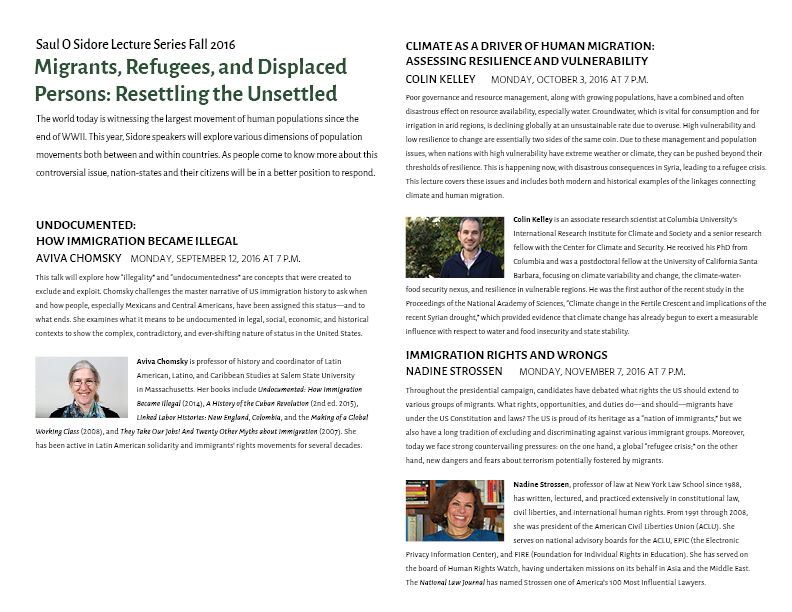 Saul O Sidore Lecture Series Fall 2016
Migrants, Refugees, and Displaced
Persons: Resettling the Unsettled
The world today is witnessing the largest movement of human populations since the
end of WWII. This year, Sidore speakers will explore various dimensions of population
movements both between and within countries. As people come to know more about this
controversial issue, nation-states and their citizens will be in a better position to respond.
UNDOCUMENTED:
HOW IMMIGRATION BECAME ILLEGAL
AVIVA CHOMSKY MONDAY, SEPTEMBER 12, 2016 AT 7 P.M.
This talk will explore how "illegality" and "undocumentedness" are concepts that were created to
exclude and exploit. Chomsky challenges the master narrative of US immigration history to ask when
and how people, especially Mexicans and Central Americans, have been assigned this status—and to
what ends. She examines what it means to be undocumented in legal, social, economic, and historical
contexts to show the complex, contradictory, and ever-shifting nature of status in the United States.
Aviva Chomsky is professor of history and coordinator of Latin
American, Latino, and Caribbean Studies at Salem State University
in Massachusetts. Her books include Undocumented: How Immigration
Became Illegal (2014), A History of the Cuban Revolution (2nd ed. 2015),
Linked Labor Histories: New England, Colombia, and the Making of a Global
Working Class (2008), and They Take Our Jobs! And Twenty Other Myths about Immigration (2007). She
has been active in Latin American solidarity and immigrants' rights movements for several decades.
CLIMATE AS A DRIVER OF HUMAN MIGRATION:
ASSESSING RESILIENCE AND VULNERABILITY
COLIN KELLEY MONDAY, OCTOBER 3, 2016 AT 7 P.M.
Poor governance and resource management, along with growing populations, have a combined and often
disastrous effect on resource availability, especially water. Groundwater, which is vital for consumption and for
irrigation in arid regions, is declining globally at an unsustainable rate due to overuse. High vulnerability and
low resilience to change are essentially two sides of the same coin. Due to these management and population
issues, when nations with high vulnerability have extreme weather or climate, they can be pushed beyond their
thresholds of resilience. This is happening now, with disastrous consequences in Syria, leading to a refugee crisis.
This lecture covers these issues and includes both modern and historical examples of the linkages connecting
climate and human migration.
Colin Kelley is an associate research scientist at Columbia University's
International Research Institute for Climate and Society and a senior research
fellow with the Center for Climate and Security. He received his PhD from
Columbia and was a postdoctoral fellow at the University of California Santa
Barbara, focusing on climate variability and change, the climate-water-
food security nexus, and resilience in vulnerable regions. He was the first author of the recent study in the
Proceedings of the National Academy of Sciences, "Climate change in the Fertile Crescent and implications of the
recent Syrian drought," which provided evidence that climate change has already begun to exert a measurable
influence with respect to water and food insecurity and state stability.
IMMIGRATION RIGHTS AND WRONGS
NADINE STROSSEN MONDAY, NOVEMBER 7, 2016 AT 7 P.M.
Throughout the presidential campaign, candidates have debated what rights the US should extend to
various groups of migrants. What rights, opportunities, and duties do—and should—migrants have
under the US Constitution and laws? The US is proud of its heritage as a "nation of immigrants," but we
also have a long tradition of excluding and discriminating against various immigrant groups. Moreover,
today we face strong countervailing pressures: on the one hand, a global "refugee crisis;" on the other
hand, new dangers and fears about terrorism potentially fostered by migrants.
Nadine Strossen, professor of law at New York Law School since 1988,
has written, lectured, and practiced extensively in constitutional law,
civil liberties, and international human rights. From 1991 through 2008,
she was president of the American Civil Liberties Union (ACLU). She
serves on national advisory boards for the ACLU, EPIC (the Electronic
Privacy Information Center), and FIRE (Foundation for Individual Rights in Education). She has served on
the board of Human Rights Watch, having undertaken missions on its behalf in Asia and the Middle East.
The National Law Journal has named Strossen one of America's 100 Most Influential Lawyers.